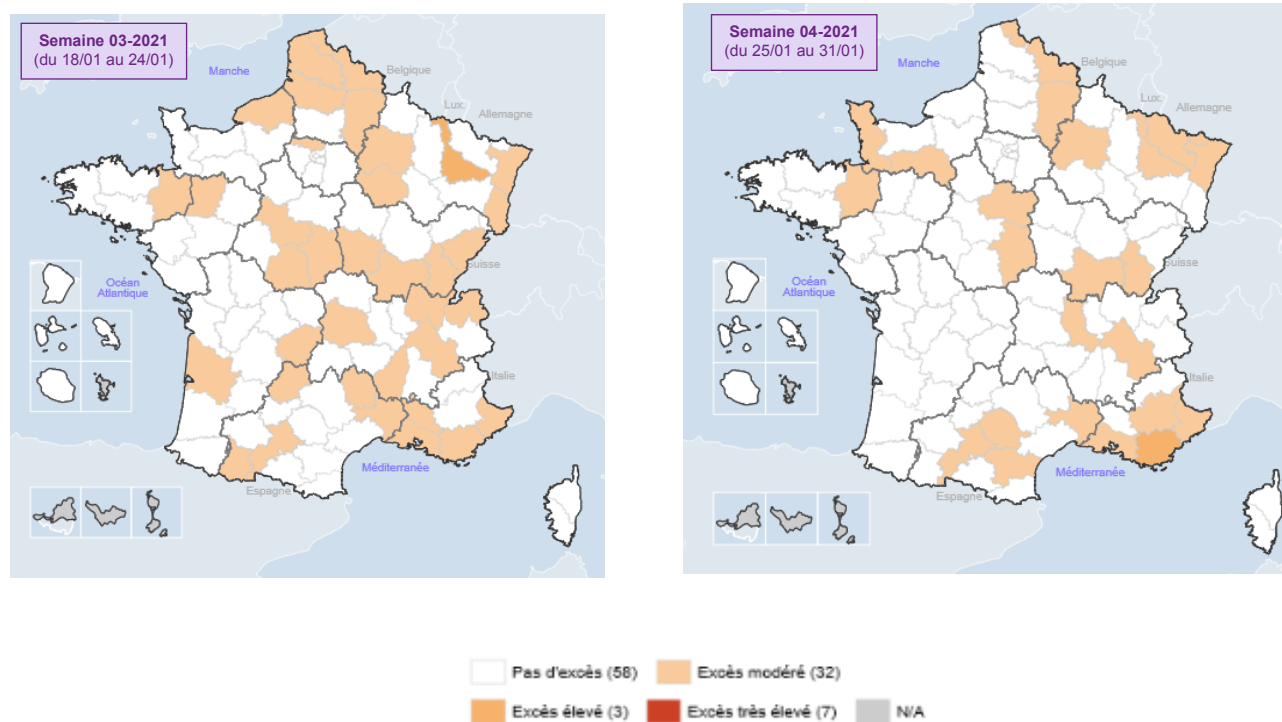 Semaine 03-2021
(du 18/01 au 24/01)
Manche
Belgique
Lux.
Allemagne
Suisse
Océan
Atlantique
Italie
Méditerranée
Espagne
Semaine 04-2021
(du 25/01 au 31/01)
Manche
Belgique
Lux.
Allemagne
Suisse
Océan
Atlantique
Italie
Méditerranée
Espagne
Pas d'excès (58)
Excès modéré (32)
Excès élevé (3)
Excès très élevé (7)
N/A